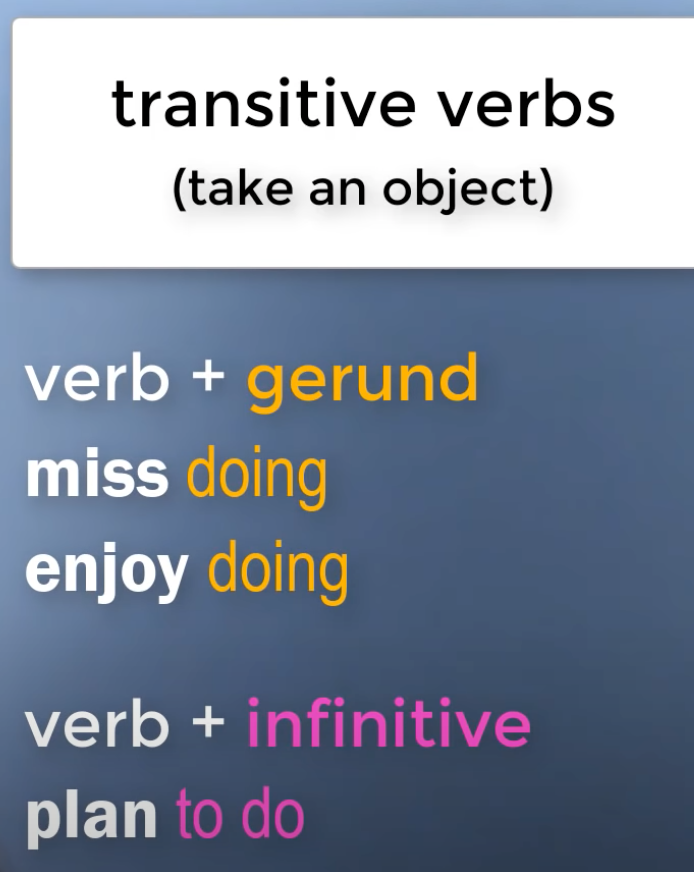 transitive verbs
(take an object)
verb + gerund
miss doing
enjoy doing
verb + infinitive
plan to do